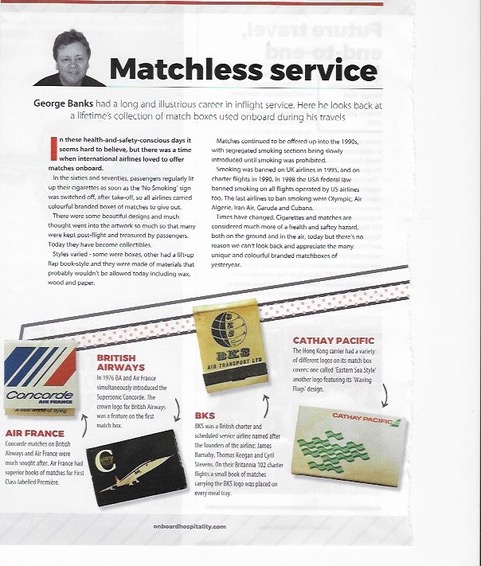 Matchless service
George Banks had a long and illustrious career in inflight service. Here he looks back at
a lifetime's collection of match boxes used onboard during his travels
In these health-and-safety-conscious days it
seems hard to believe, but there was a time
when international airlines loved to offer
matches onboard.
In the sixties and seventies, passengers regularly lit
up their cigarettes as soon as the 'No Smoking' sign
was switched off, after take-off, so all airlines carried
colourful branded boxes of matches to give out.
There were some beautiful designs and much
thought went into the artwork so much so that many
were kept post-flight and treasured by passengers.
Today they have become collectibles.
Styles varied - some were boxes, other had a lift-up
flap book-style and they were made of materials that
probably wouldn't be allowed today including wax,
wood and paper.
Matches continued to be offered up into the 1990s,
with segregated smoking sections being slowly
introduced until smoking was prohibited.
Smoking was banned on UK airlines in 1995, and on
charter flights in 1990. In 1998 the USA federal law
banned smoking on all flights operated by US airlines
too. The last airlines to ban smoking were Olympic, Air
Algerie, Iran Air, Garuda and Cubana.
Times have changed. Cigarettes and matches are
considered much more of a health and saftey hazard,
both on the ground and in the air, today but there's no
reason we can't look back and appreciate the many
unique and colourful branded matchboxes of
yesteryear.
Concorde
AIR FRANCE
AIR FRANCE
Concorde matches on British
Airways and Air France were
much sought after. Air France had
superior books of matches for First
Class labelled Première.
BRITISH
AIRWAYS
In 1976 BA and Air France
simultaneously introduced the
Supersonic Concorde. The
crown logo for British Airways
was a feature on the first
match box.
BKS
AIR TRANSPORT LTD
BKS
BKS was a British charter and
scheduled service airline named after
the founders of the airline: James
Barnaby, Thomas Keegan and Cyril
Stevens. On their Britannia 102 charter
flights a small book of matches
carrying the BKS logo was placed on
every meal tray.
CATHAY PACIFIC
The Hong Kong carrier had a variety
of different logos on its match box
covers: one called 'Eastern Sea Style'
another logo featuring its 'Waving
Flags' design.
CATHAY PACIFIC
onboardhospitality.com